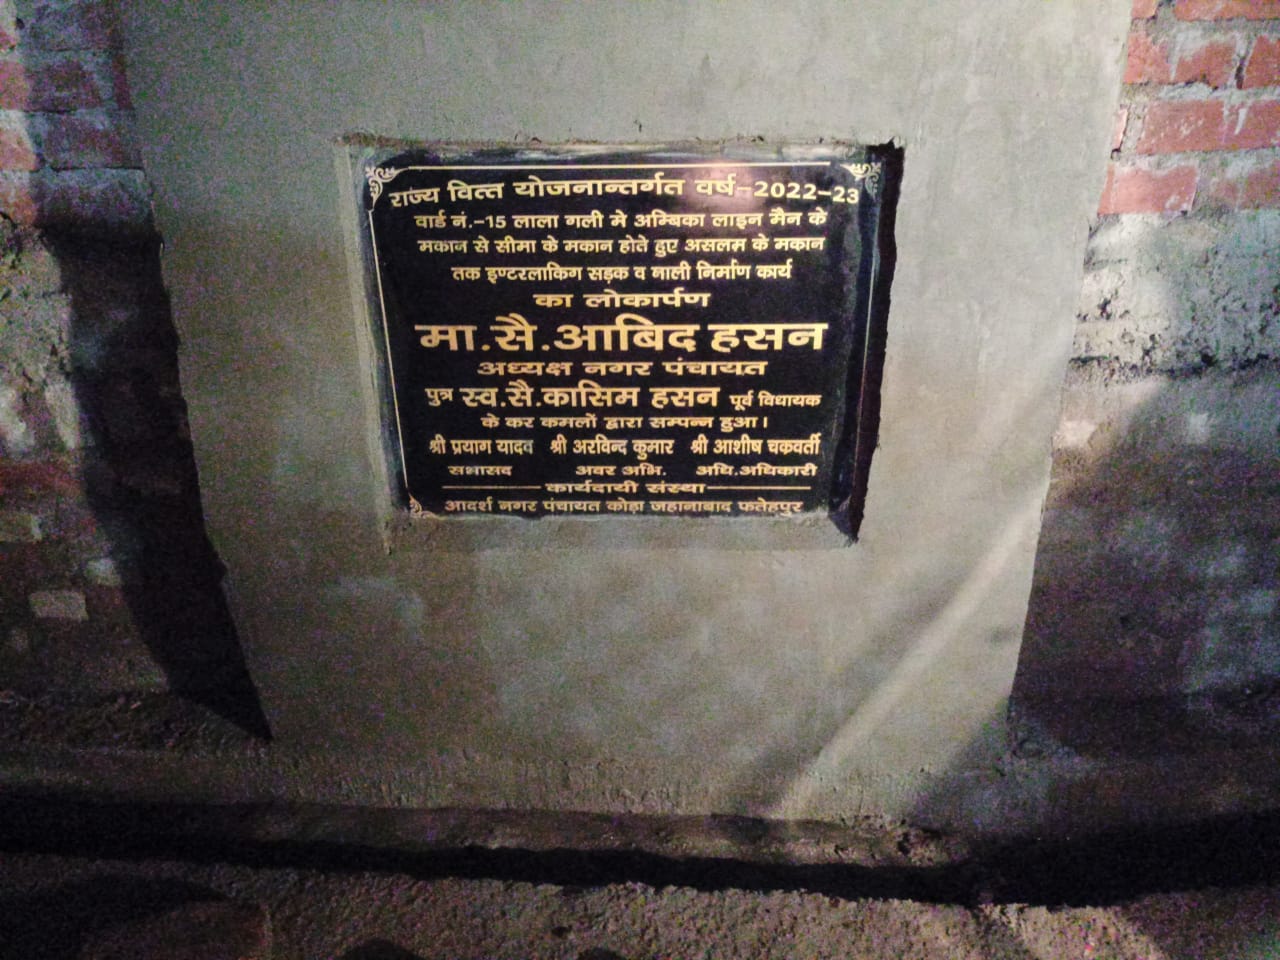 राज्य वित्त योजनान्तर्गत वर्ष-2022-23
वार्ड नं.-15 लाला गली मे अम्बिका लाइन मैन के
मकान से सीमा के मकान होते हुए असलम के मकान
तक इण्टरलाकिग सड़क व नाली निर्माण कार्य
का लोकार्पण
मा.सै.आबिद हसन
अध्यक्ष नगर पंचायत
पुत्र स्व.सै.कासिम हसन पूर्व विधायक
के कर कमलों द्वारा सम्पन्न हुआ।
श्री प्रयाग यादव श्री अरविन्द कुमार श्री आशीष चक्रवर्ती
सभासद अवर अभि. अधि.अधिकारी
कार्यदायी संस्था
आदर्श नगर पंचायत कोड़ा जहानाबाद फतेहपुर